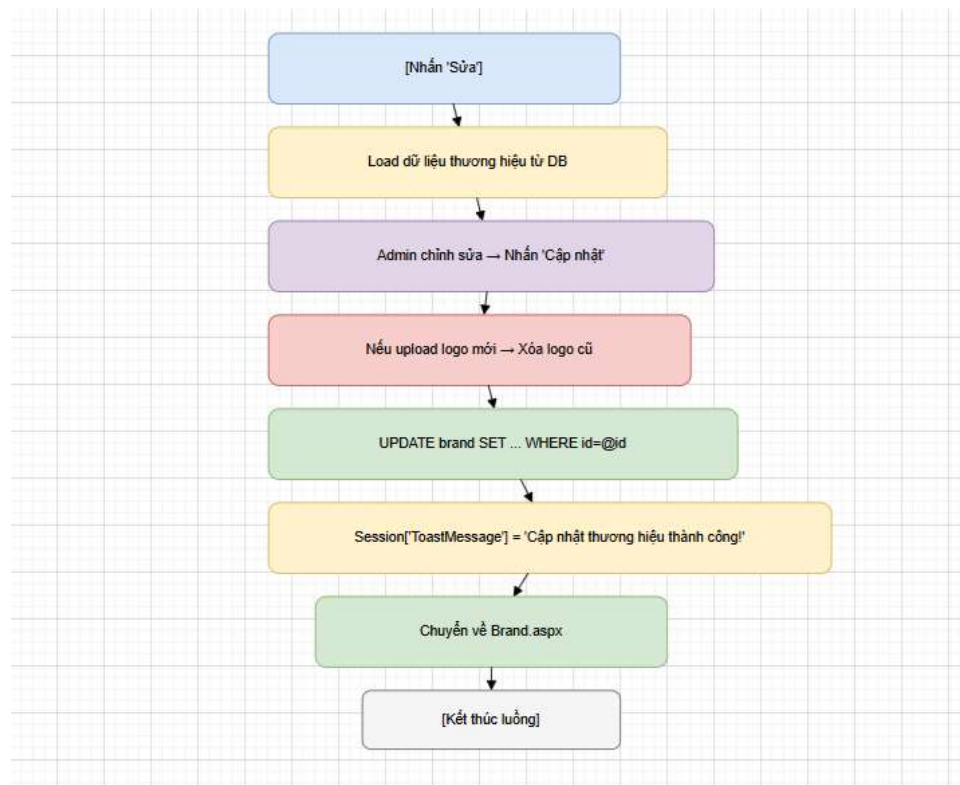 [Nhấn 'Sửa']
Load dữ liệu thương hiệu từ DB
Admin chỉnh sửa → Nhấn 'Cập nhật'
Nếu upload logo mới → Xóa logo cũ
UPDATE brand SET ... WHERE id=@id
Session['ToastMessage'] = 'Cập nhật thương hiệu thành công!'
Chuyển về Brand.aspx
[Kết thúc luồng]